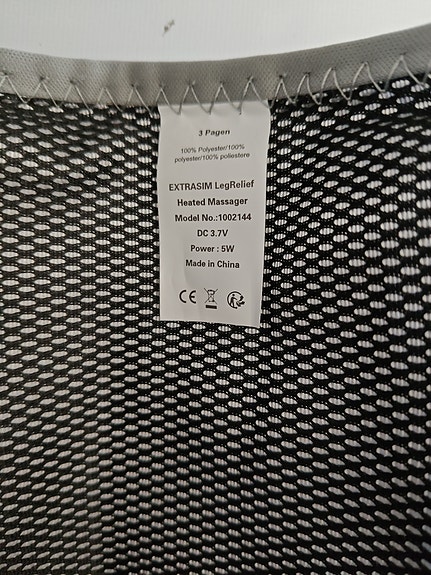 3 Pagen
100% Polyester/100%
polyester/100% poliestere
EXTRASIM LegRelief
Heated Massager
Model No.:1002144
DC 3.7V
Power : 5W
Made in China
CE